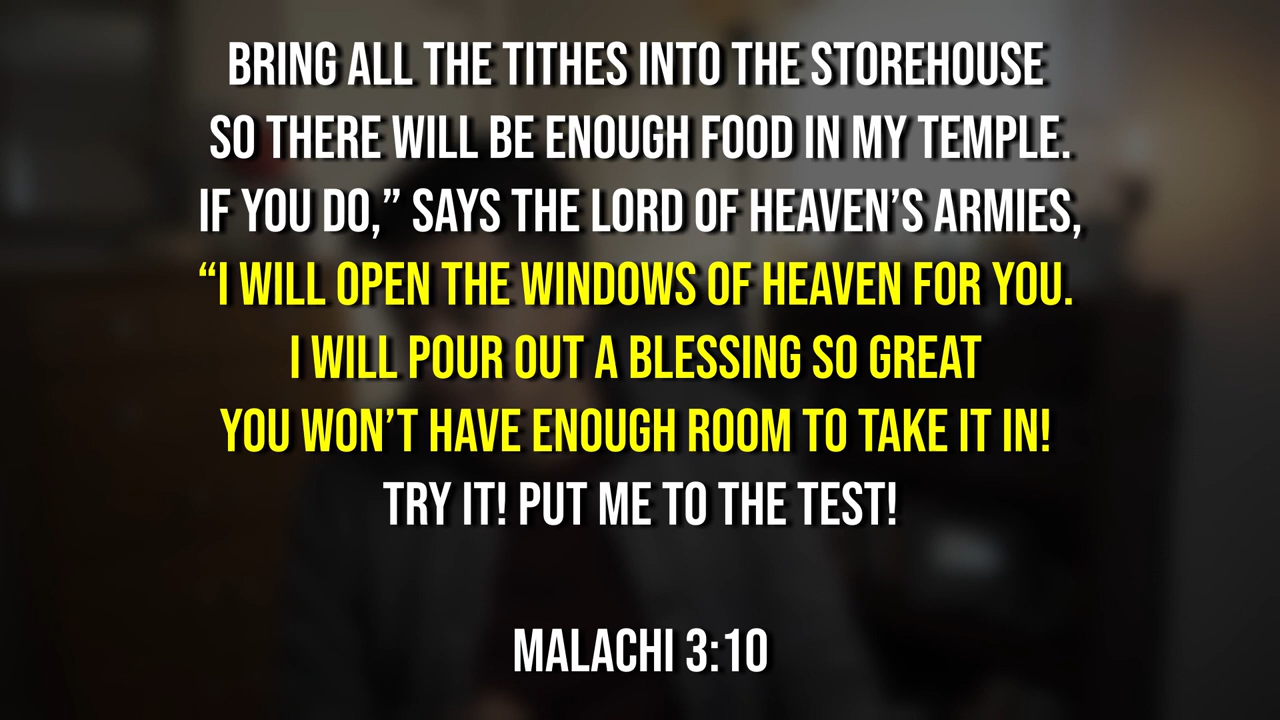 BRING ALL THE TITHES INTO THE STOREHOUSE
SO THERE WILL BE ENOUGH FOOD IN MY TEMPLE.
IF YOU DO,” SAYS THE LORD OF HEAVEN’S ARMIES,
“I WILL OPEN THE WINDOWS OF HEAVEN FOR YOU.
I WILL POUR OUT A BLESSING SO GREAT
YOU WON’T HAVE ENOUGH ROOM TO TAKE IT IN!
TRY IT! PUT ME TO THE TEST!
MALACHI 3:10